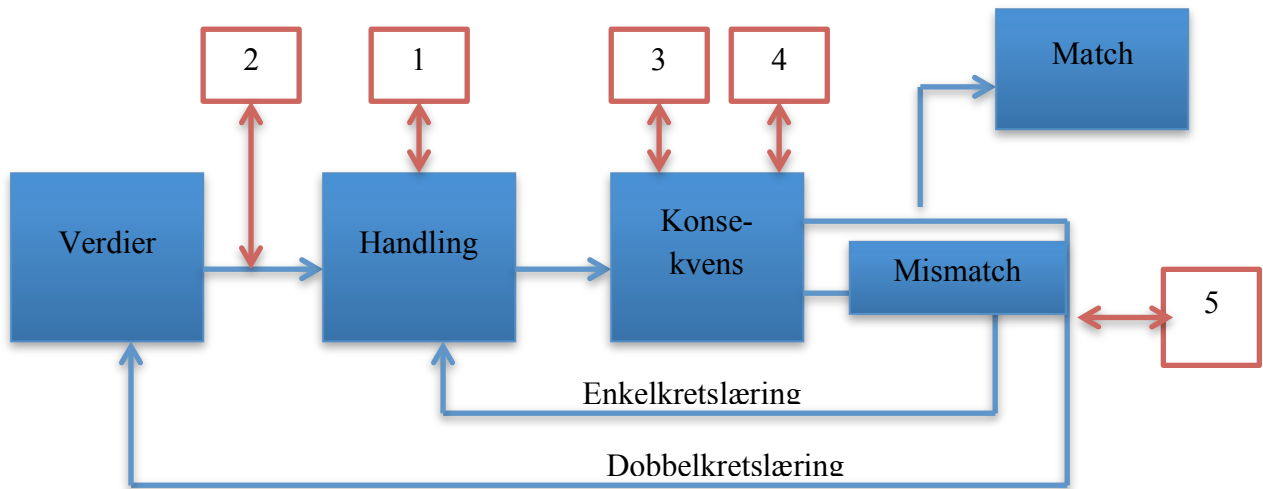 2
1
3
4
Match
Verdier
Handling
Konse-
kvens
Mismatch
5
Enkelkretslæring
Dobbelkretslæring